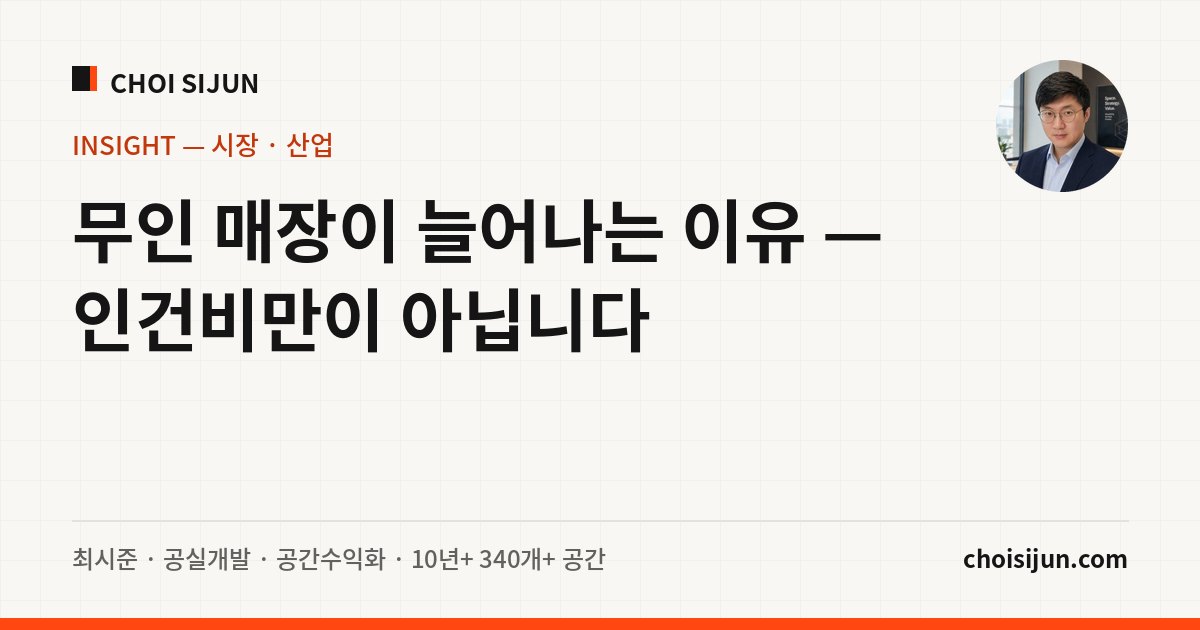 CHOI SIJUN
INSIGHT — 시장 · 산업
무인 매장이 늘어나는 이유 —
인건비만이 아닙니다
최시준 · 공실개발 · 공간수익화 · 10년+ 340개+ 공간
choisijun.com